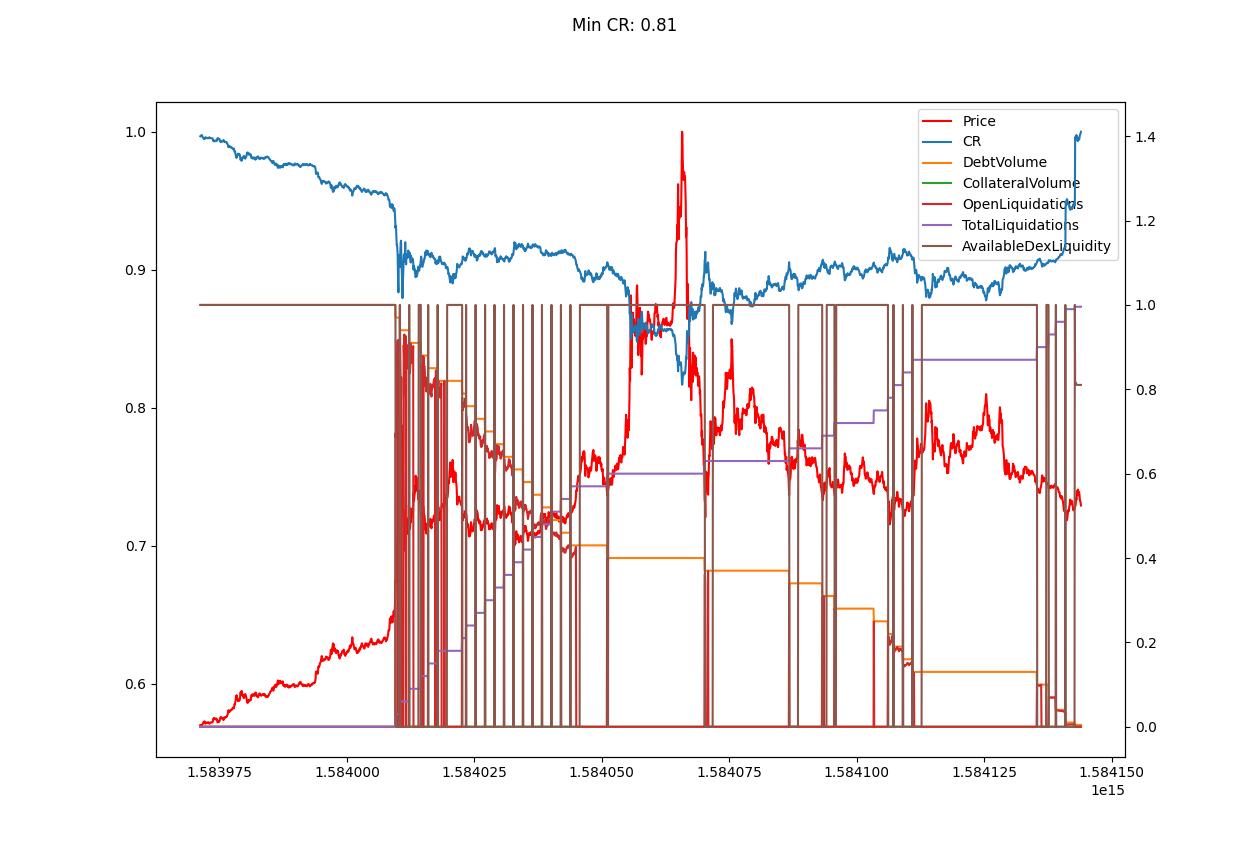 Min CR: 0.81
1.0
0.9
0.8
0.7
0.6
1.4
1.2
1.0
0.8
0.6
0.4
0.2
0.0
Price
CR
DebtVolume
CollateralVolume
OpenLiquidations
TotalLiquidations
AvailableDexLiquidity
1.583975 1.584000 1.584025 1.584050 1.584075 1.584100 1.584125 1.584150
1e15